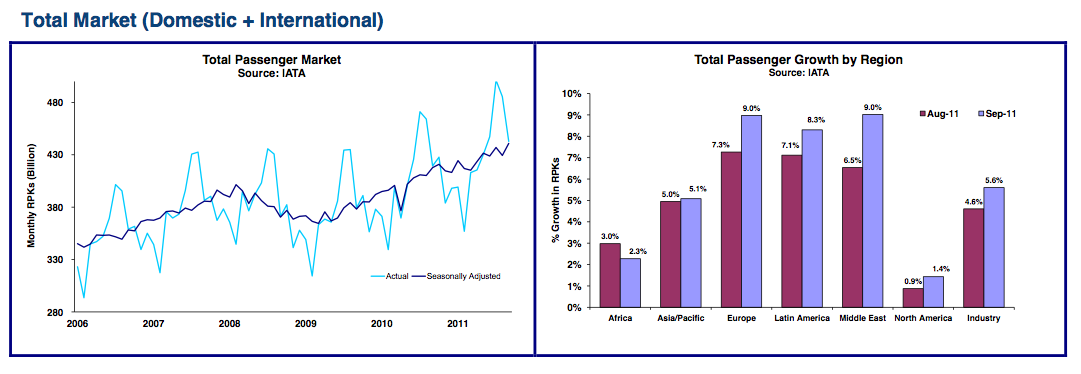 Total Market (Domestic + International)
Total Passenger Market
Source: IATA
Monthly RPKs (Billion)
480
430
380
330
280
2006 2007 2008 2009 2010 2011
Actual Seasonally Adjusted
Total Passenger Growth by Region
Source: IATA
% Growth in RPKs
10%
9%
8%
7%
6%
5%
4%
3%
2%
1%
0%
Aug-11 Sep-11
3.0% 2.3%
5.0% 5.1%
7.3% 9.0%
7.1% 8.3%
6.5% 9.0%
0.9% 1.4%
4.6% 5.6%
Africa Asia/Pacific Europe Latin America Middle East North America Industry